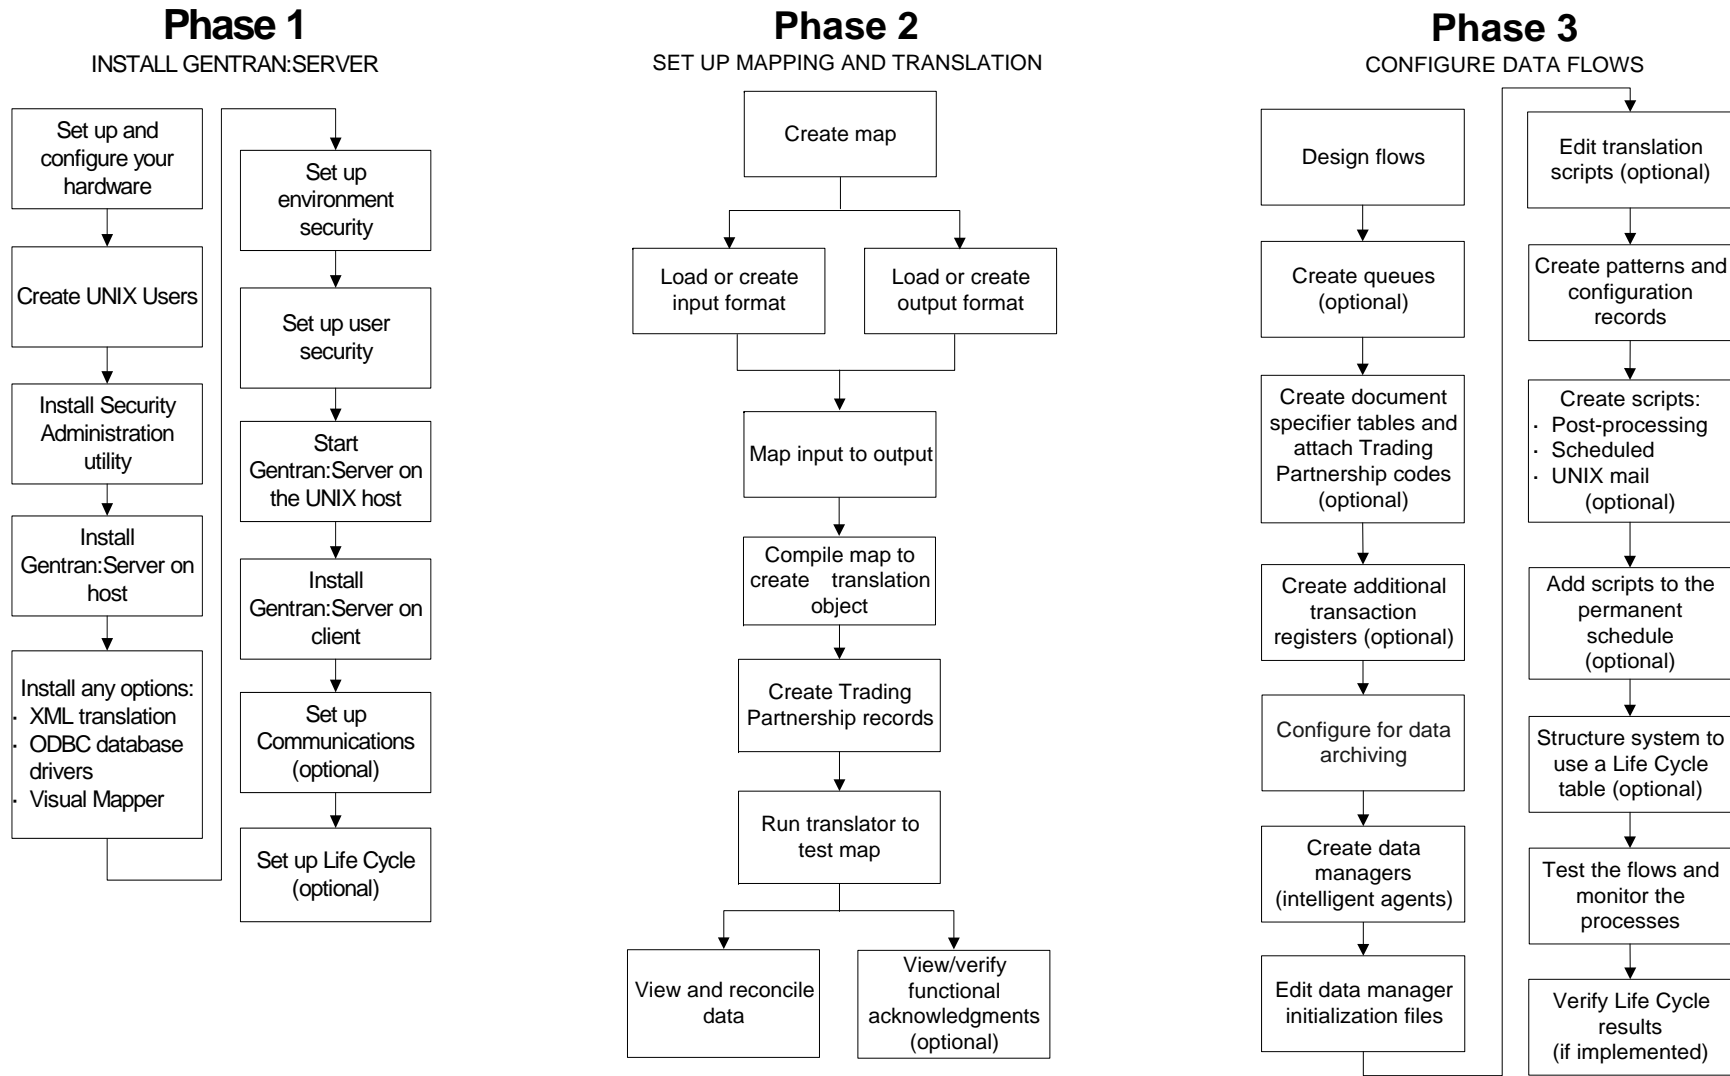 Phase 1
INSTALL GENTRAN:SERVER
Set up and
configure your
hardware
Create UNIX Users
Install Security
Administration
utility
Install
Gentran:Server on
host
Install any options:
· XML translation
· ODBC database
drivers
· Visual Mapper
Set up
environment
security
Set up user
security
Start
Gentran:Server on
the UNIX host
Install
Gentran:Server on
client
Set up
Communications
(optional)
Set up Life Cycle
(optional)
Phase 2
SET UP MAPPING AND TRANSLATION
Create map
Load or create
input format
Load or create
output format
Map input to output
Compile map to
create translation
object
Create Trading
Partnership records
Run translator to
test map
View and reconcile
data
View/verify
functional
acknowledgments
(optional)
Phase 3
CONFIGURE DATA FLOWS
Design flows
Create queues
(optional)
Create document
specifier tables and
attach Trading
Partnership codes
(optional)
Create additional
transaction
registers (optional)
Configure for data
archiving
Create data
managers
(intelligent agents)
Edit data manager
initialization files
Edit translation
scripts (optional)
Create patterns and
configuration
records
Create scripts:
· Post-processing
· Scheduled
· UNIX mail
(optional)
Add scripts to the
permanent
schedule
(optional)
Structure system to
use a Life Cycle
table (optional)
Test the flows and
monitor the
processes
Verify Life Cycle
results
(if implemented)